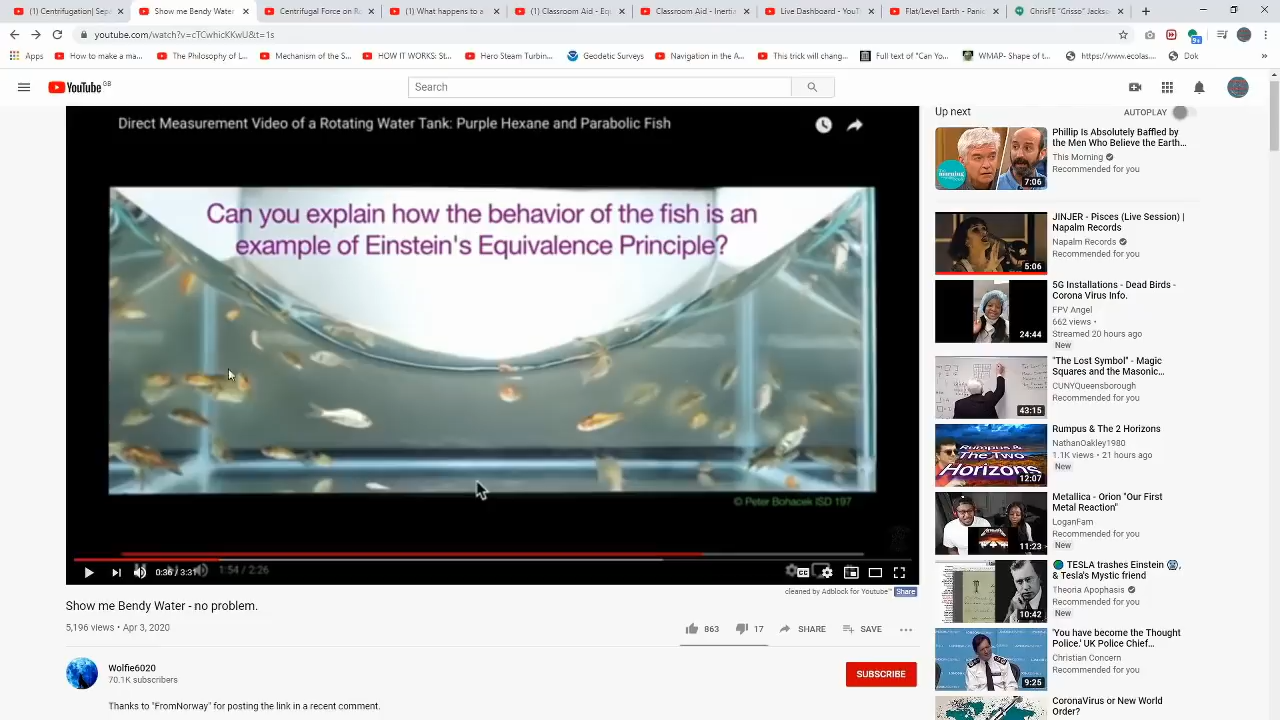 (1) Centrifugation| Sep
Show me Bendy Water -
Centrifugal Force on Ro
(1) What happens to a
(1) Classroom Aid - Equ
Classroom Aid - Certri
Live Dashboard - YouTu
Flat/Level Earth - Panic
ChrisFE "Crisso" Jackso
youtube.com/watch?v=cTCwhicKKwU&t=1s
Apps
How to make a ma...
The Philosophy of L...
Mechanism of the S...
HOW IT WORKS: St...
Hero Steam Turbin...
Geodetic Surveys
Navigation in the A...
This trick will chang...
Full text of "Can Yo...
WMAP- Shape of t...
https://www.ecolas...
Dok
YouTube GB
Search
Direct Measurement Video of a Rotating Water Tank: Purple Hexane and Parabolic Fish
Can you explain how the behavior of the fish is an
example of Einstein's Equivalence Principle?
© Peter Bohacek ISD 197
1:54 / 2:26
0:36 / 3:31
cleaned by Adblock for Youtube™ Share
Show me Bendy Water - no problem.
5,196 views • Apr 3, 2020
863
17
SHARE
SAVE
Wolfie6020
70.1K subscribers
SUBSCRIBE
Thanks to "FromNorway" for posting the link in a recent comment.
Up next
AUTOPLAY
Phillip Is Absolutely Baffled by
the Men Who Believe the Earth...
This Morning
Recommended for you
7:06
JINJER - Pisces (Live Session) |
Napalm Records
Napalm Records
Recommended for you
5:06
5G Installations - Dead Birds -
Corona Virus Info.
FPV Angel
662 views •
Streamed 20 hours ago
New
24:44
"The Lost Symbol" - Magic
Squares and the Masonic...
CUNYQueensborough
Recommended for you
43:15
Rumpus & The 2 Horizons
NathanOakley1980
1.1K views • 21 hours ago
New
Rumpus &
The Two
Horizons
12:07
Metallica - Orion "Our First
Metal Reaction"
LoganFam
Recommended for you
New
11:23
TESLA trashes Einstein
& Tesla's Mystic friend
Theoria Apophasis
Recommended for you
New
10:42
'You have become the Thought
Police.' UK Police Chief...
Christian Concern
Recommended for you
9:25
CoronaVirus or New World
Order?